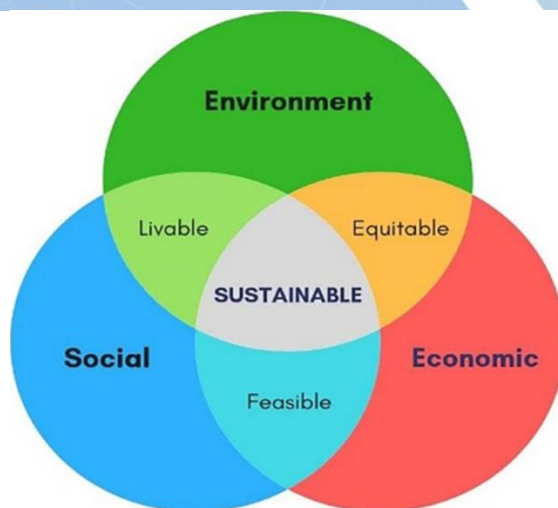 Environment
Livable
Equitable
SUSTAINABLE
Social
Economic
Feasible